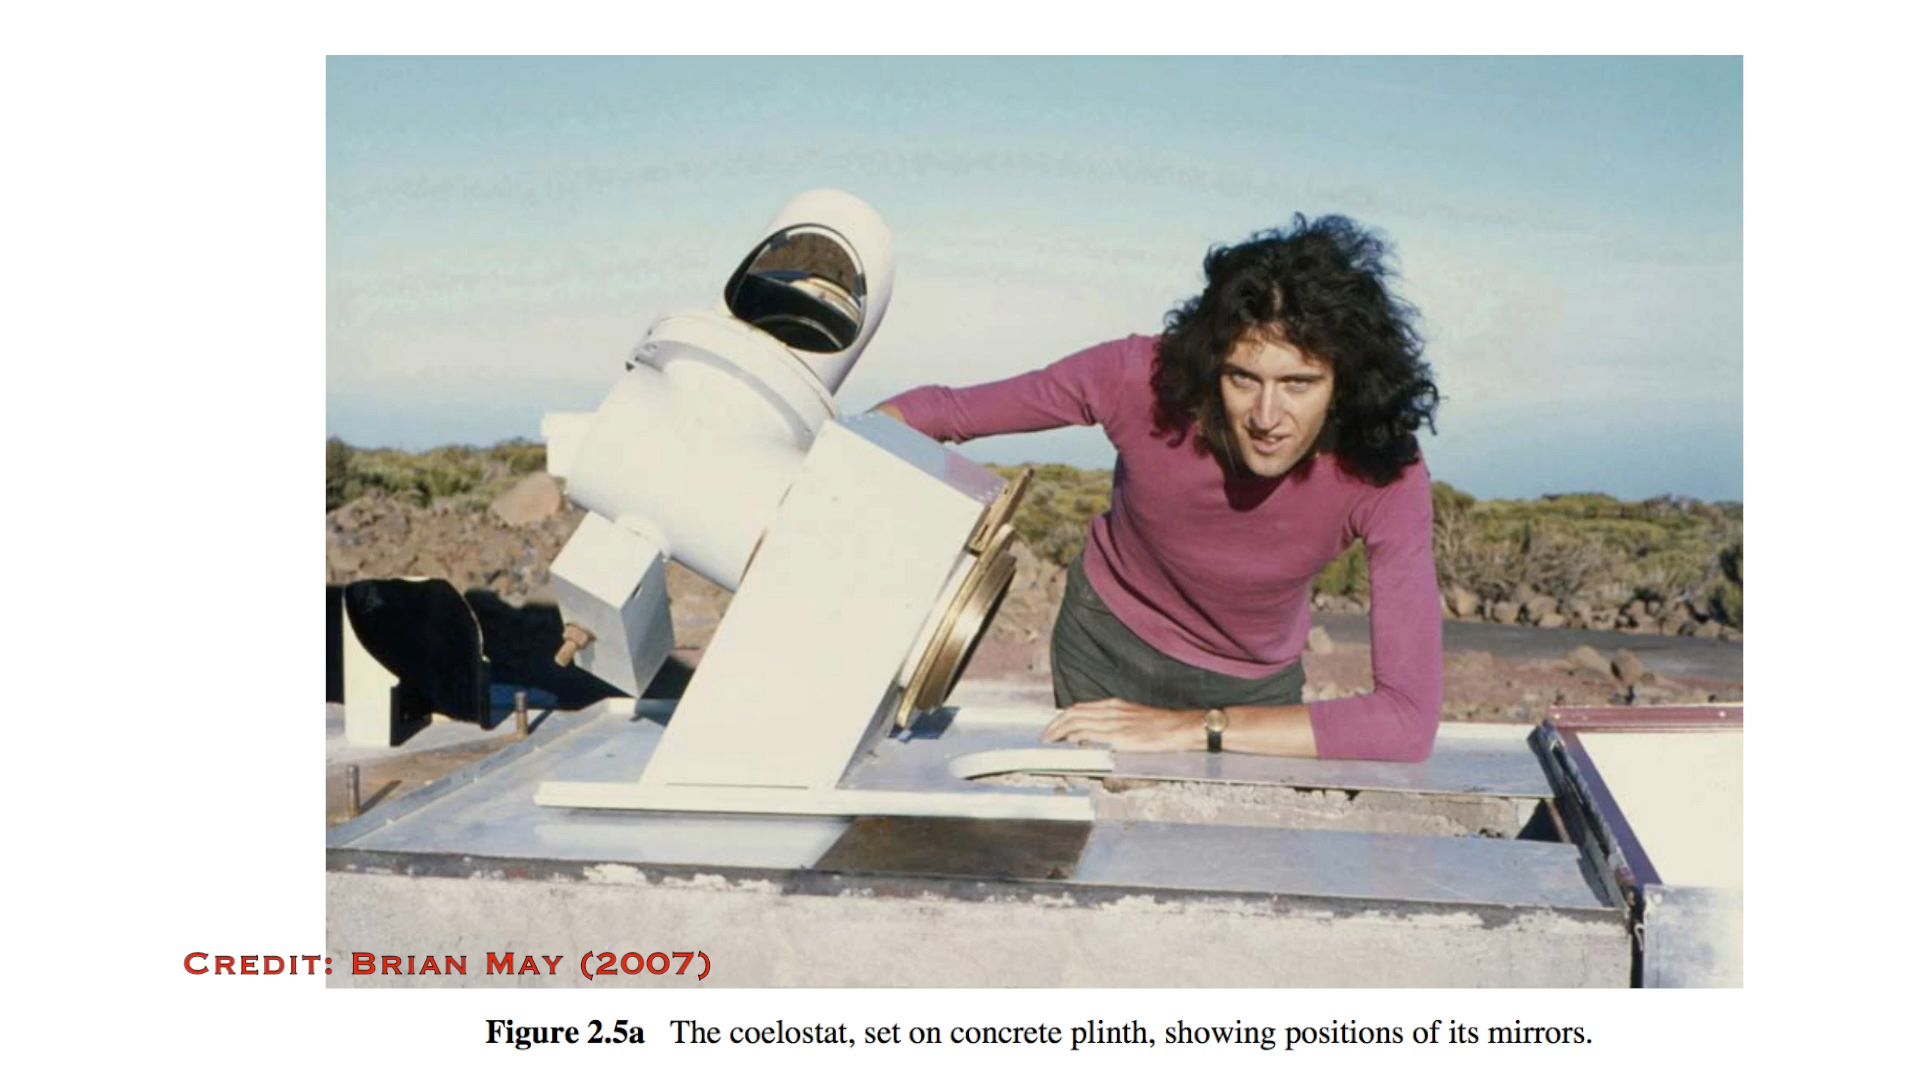 Credit: Brian May (2007)
Figure 2.5a The coelostat, set on concrete plinth, showing positions of its mirrors.